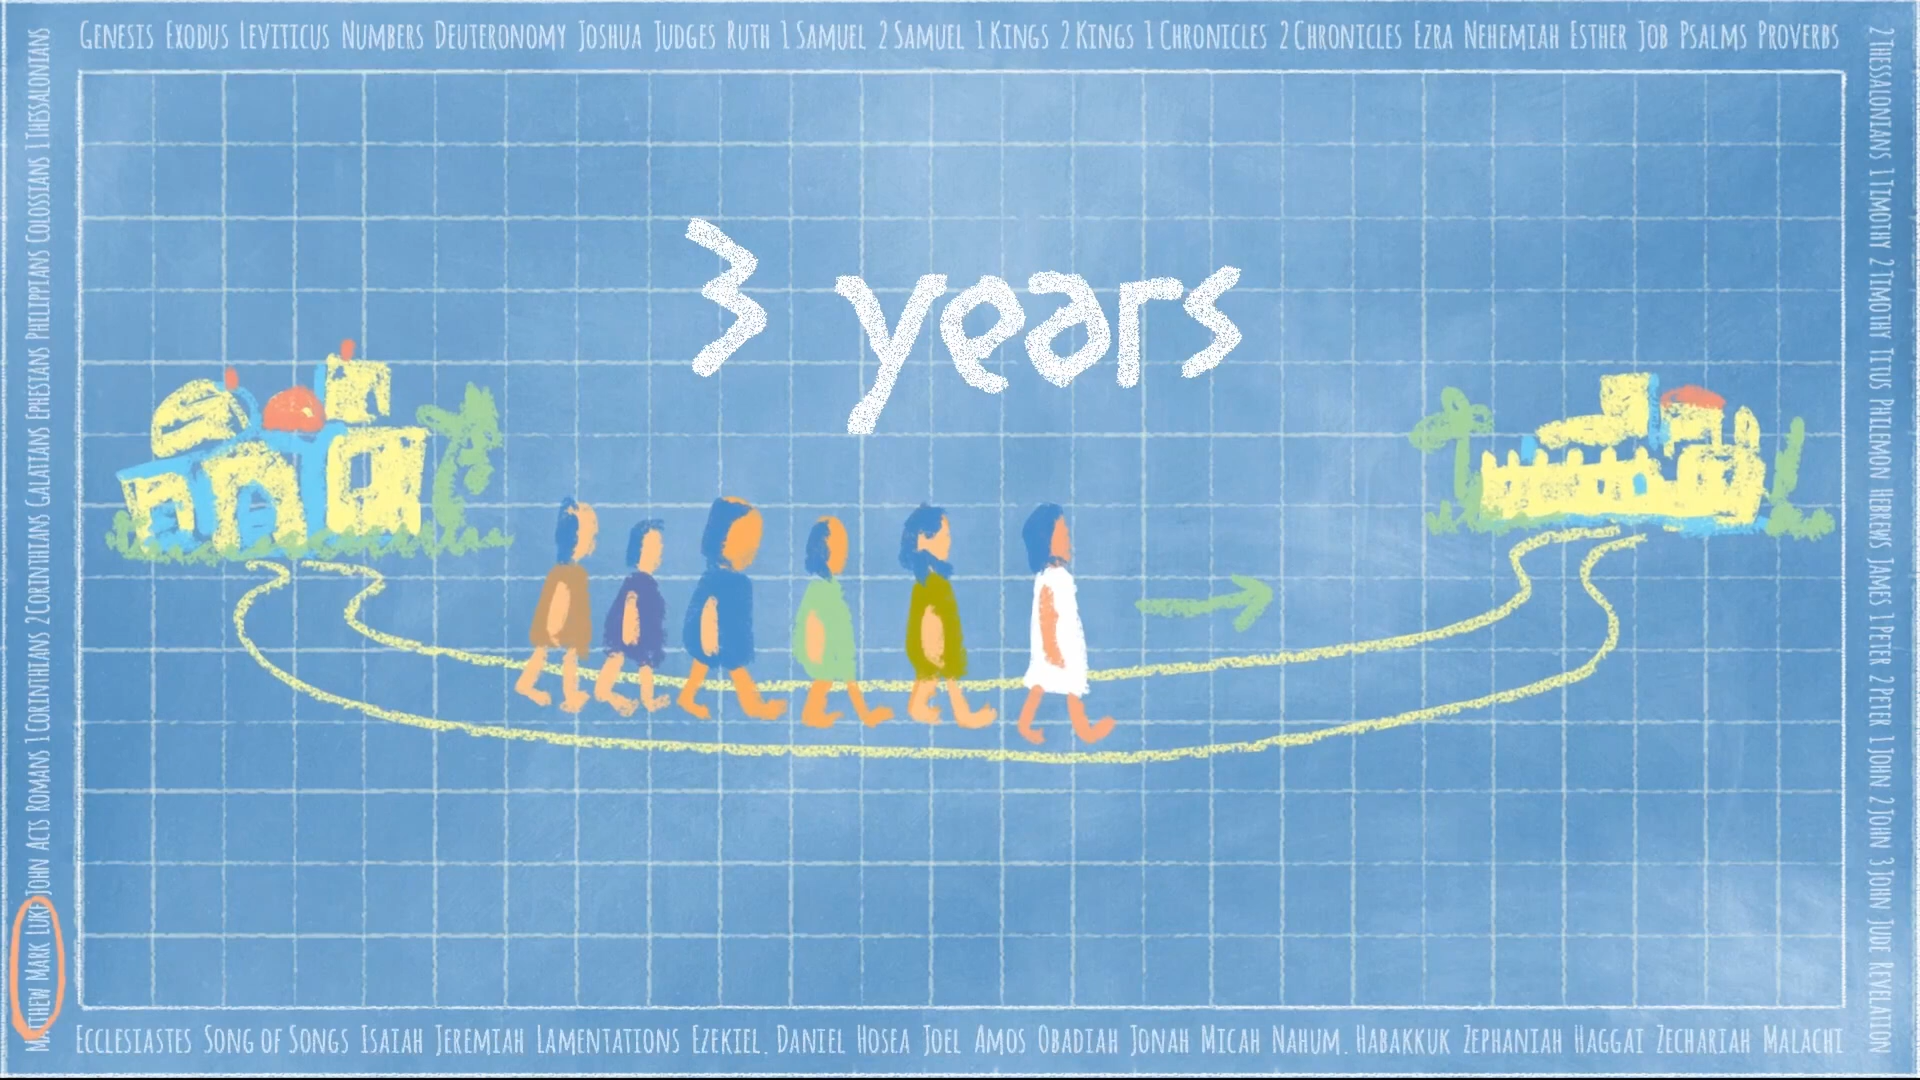 Genesis Exodus Leviticus Numbers Deuteronomy Joshua Judges Ruth 1 Samuel 2 Samuel 1 Kings 2 Kings 1 Chronicles 2 Chronicles Ezra Nehemiah Esther Job Psalms Proverbs
3 years
Ecclesiastes Song of Songs Isaiah Jeremiah Lamentations Ezekiel. Daniel Hosea Joel Amos Obadiah Jonah Micah Nahum. Habakkuk Zephaniah Haggai Zechariah Malachi
Matthew Mark Luke John Acts Romans 1 Corinthians 2 Corinthians Galatians Ephesians Philippians Colossians 1 Thessalonians
2 Thessalonians 1 Timothy 2 Timothy Titus Philemon Hebrews James 1 Peter 2 Peter 1 John 2 John 3 John Jude Revelation